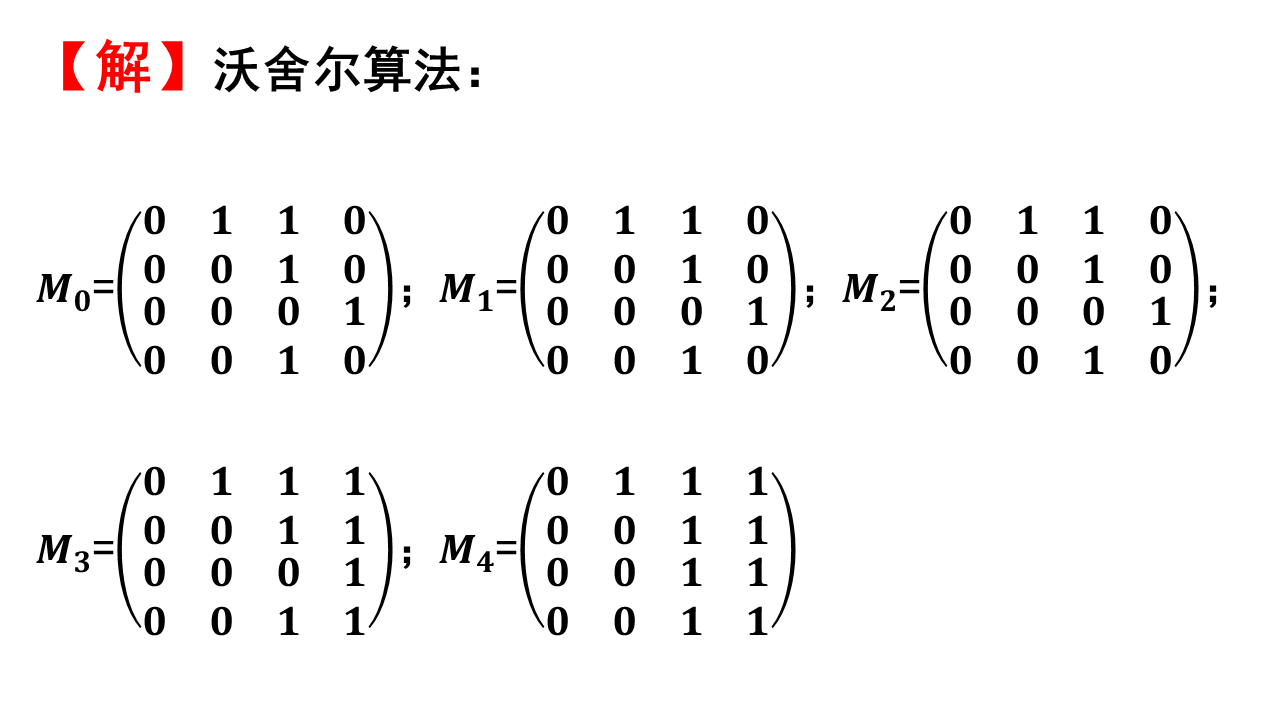 【解】沃舍尔算法：
0 1 1 0 0 1 1 0 0 1 1 0
0 0 1 0 0 0 1 0 0 0 1 0
M0= ； M1= ； M2= ；
0 0 0 1 0 0 0 1 0 0 0 1
0 0 1 0 0 0 1 0 0 0 1 0
0 1 1 1 0 1 1 1
0 0 1 1 0 0 1 1
M3= ； M4=
0 0 0 1 0 0 1 1
0 0 1 1 0 0 1 1